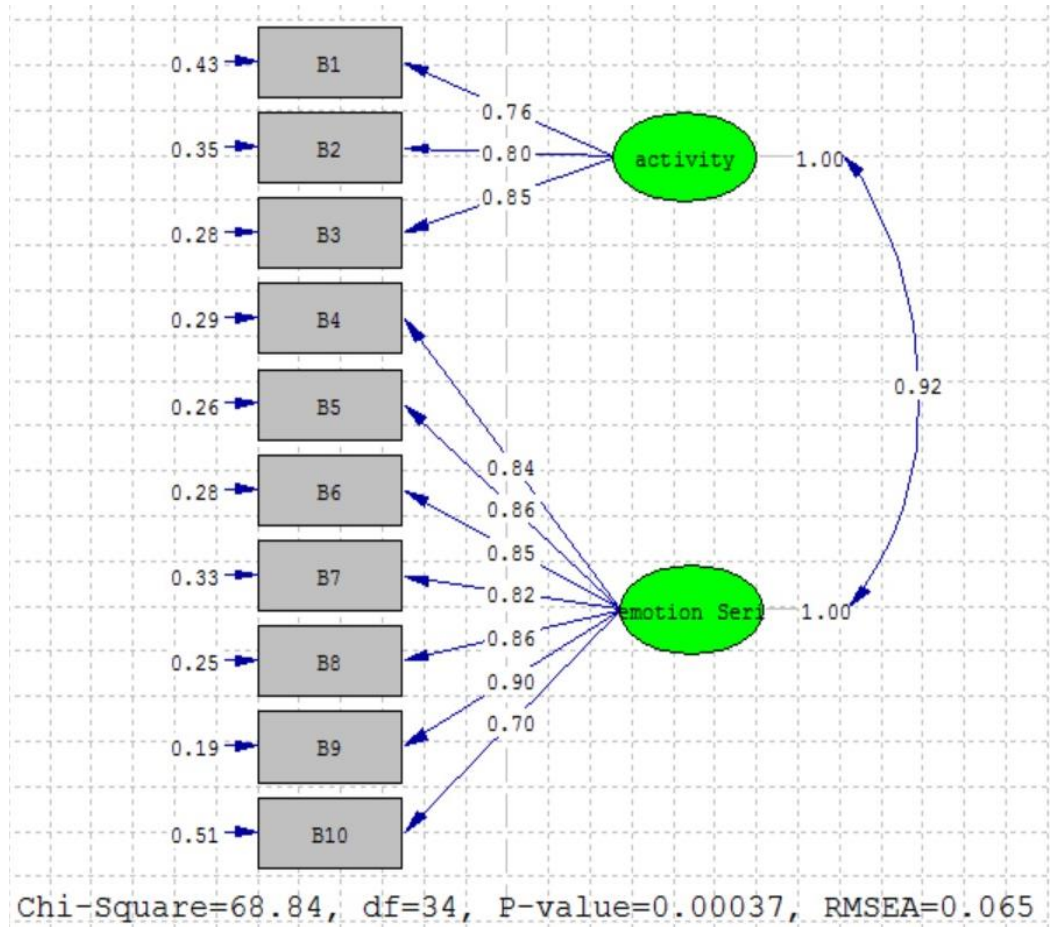 0.43 B1
0.76
0.35 B2 0.80 activity 1.00
0.85
0.28 B3
0.29 B4
0.92
0.26 B5
0.84
0.28 B6
0.86
0.85
0.33 B7 0.82
emotion Seri 1.00
0.86
0.25 B8
0.90
0.70
0.19 B9
0.51 B10
Chi-Square=68.84, df=34, P-value=0.00037, RMSEA=0.065